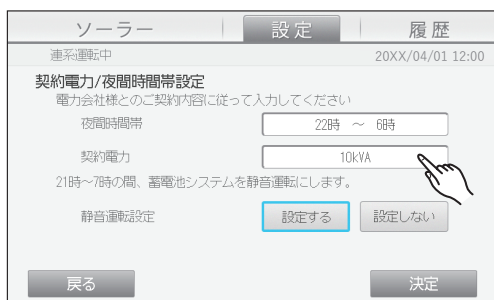 ソーラー 設定 履歴
連系運転中 20XX/04/01 12:00
契約電力/夜間時間帯設定
電力会社様とのご契約内容に従って入力してください
夜間時間帯 22時 ～ 6時
契約電力 10kVA
21時～7時の間、蓄電池システムを静音運転にします。
静音運転設定 設定する 設定しない
戻る 決定